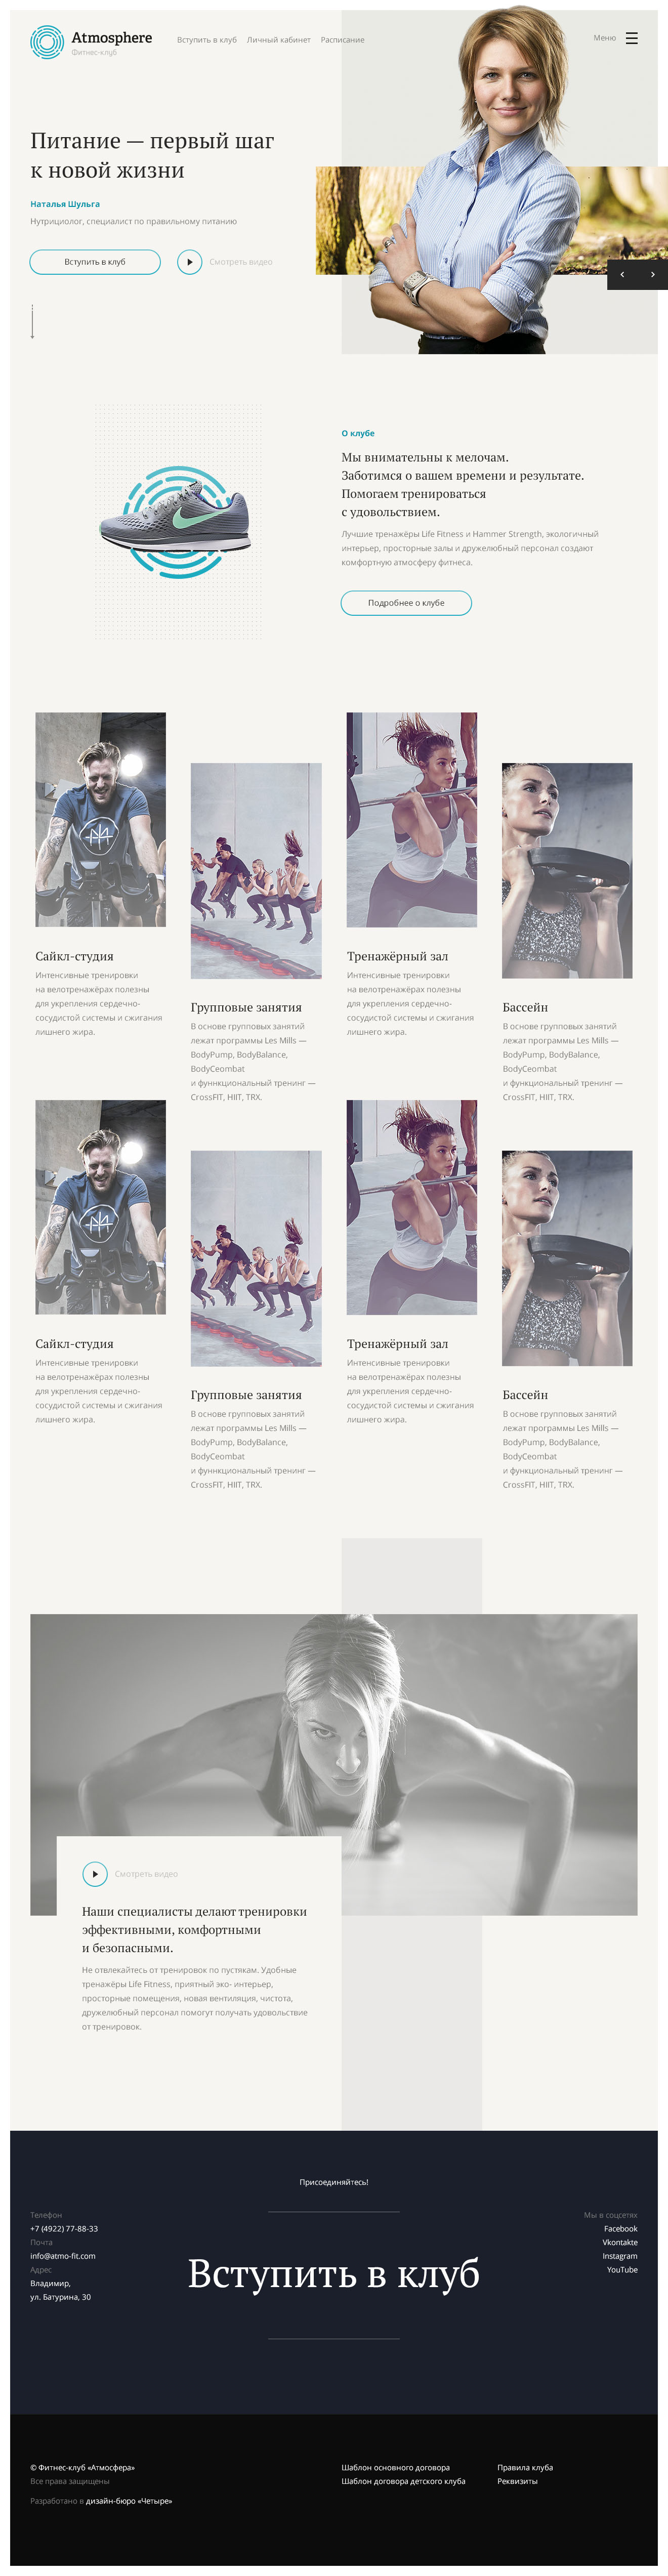 Atmosphere
Фитнес-клуб
Вступить в клуб Личный кабинет Расписание
Меню
Питание — первый шаг
к новой жизни
Наталья Шульга
Нутрициолог, специалист по правильному питанию
Вступить в клуб
Смотреть видео
О клубе
Мы внимательны к мелочам.
Заботимся о вашем времени и результате.
Помогаем тренироваться
с удовольствием.
Лучшие тренажёры Life Fitness и Hammer Strength, экологичный
интерьер, просторные залы и дружелюбный персонал создают
комфортную атмосферу фитнеса.
Подробнее о клубе
Сайкл-студия
Интенсивные тренировки
на велотренажёрах полезны
для укрепления сердечно-
сосудистой системы и сжигания
лишнего жира.
Групповые занятия
В основе групповых занятий
лежат программы Les Mills —
BodyPump, BodyBalance,
BodyCeombat
и фуннкциональный тренинг —
CrossFIT, HIIT, TRX.
Тренажёрный зал
Интенсивные тренировки
на велотренажёрах полезны
для укрепления сердечно-
сосудистой системы и сжигания
лишнего жира.
Бассейн
В основе групповых занятий
лежат программы Les Mills —
BodyPump, BodyBalance,
BodyCeombat
и функциональный тренинг —
CrossFIT, HIIT, TRX.
Сайкл-студия
Интенсивные тренировки
на велотренажёрах полезны
для укрепления сердечно-
сосудистой системы и сжигания
лишнего жира.
Групповые занятия
В основе групповых занятий
лежат программы Les Mills —
BodyPump, BodyBalance,
BodyCeombat
и фуннкциональный тренинг —
CrossFIT, HIIT, TRX.
Тренажёрный зал
Интенсивные тренировки
на велотренажёрах полезны
для укрепления сердечно-
сосудистой системы и сжигания
лишнего жира.
Бассейн
В основе групповых занятий
лежат программы Les Mills —
BodyPump, BodyBalance,
BodyCeombat
и функциональный тренинг —
CrossFIT, HIIT, TRX.
Смотреть видео
Наши специалисты делают тренировки
эффективными, комфортными
и безопасными.
Не отвлекайтесь от тренировок по пустякам. Удобные
тренажёры Life Fitness, приятный эко- интерьер,
просторные помещения, новая вентиляция, чистота,
дружелюбный персонал помогут получать удовольствие
от тренировок.
Присоединяйтесь!
Вступить в клуб
Телефон
+7 (4922) 77-88-33
Почта
info@atmo-fit.com
Адрес
Владимир,
ул. Батурина, 30
Мы в соцсетях
Facebook
Vkontakte
Instagram
YouTube
© Фитнес-клуб «Атмосфера»
Все права защищены
Разработано в дизайн-бюро «Четыре»
Шаблон основного договора
Шаблон договора детского клуба
Правила клуба
Реквизиты